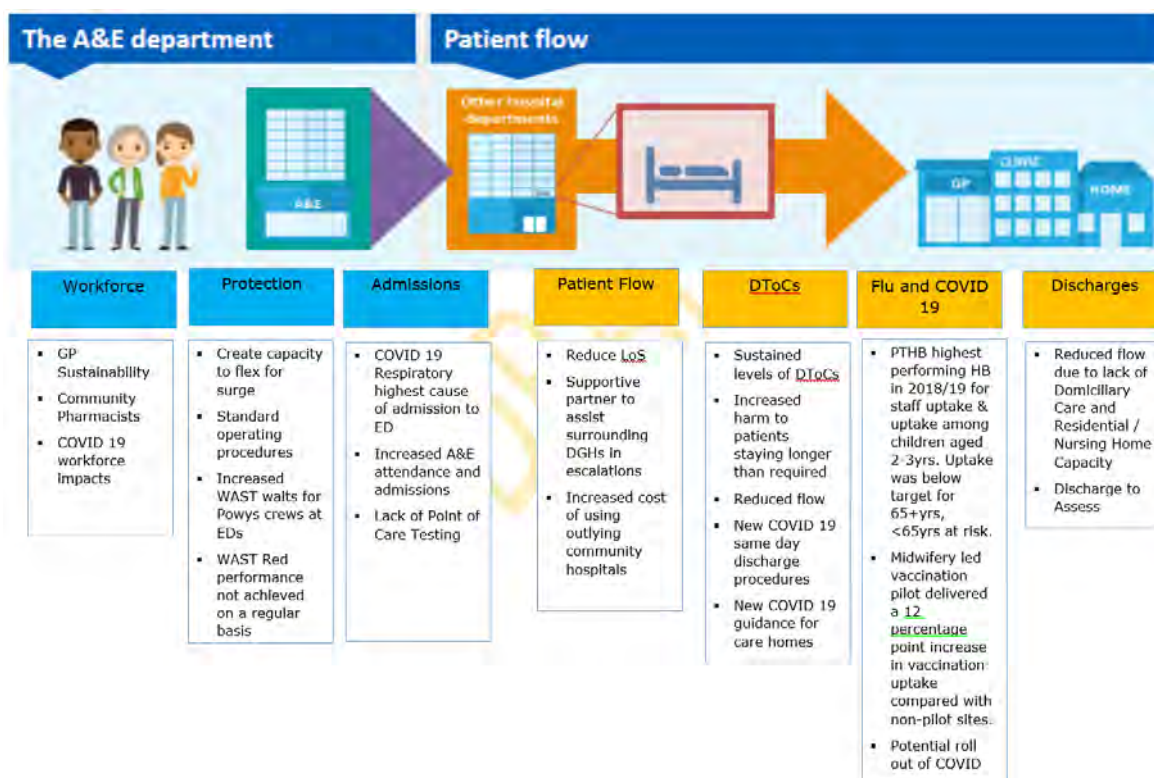 The A&E department
Patient flow
Other hospital
departments
A&E
GP
CLINIC
HOME
Workforce
▪ GP
Sustainability
▪ Community
Pharmacists
▪ COVID 19
workforce
impacts
Protection
▪ Create capacity
to flex for
surge
▪ Standard
operating
procedures
▪ Increased
WAST waits for
Powys crews at
EDs
▪ WAST Red
performance
not achieved
on a regular
basis
Admissions
▪ COVID 19
Respiratory
highest cause
of admission to
ED
▪ Increased A&E
attendance and
admissions
▪ Lack of Point of
Care Testing
Patient Flow
▪ Reduce LoS
▪ Supportive
partner to
assist
surrounding
DGHs in
escalations
▪ Increased cost
of using
outlying
community
hospitals
DToCs
▪ Sustained
levels of DToCs
▪ Increased
harm to
patients
staying longer
than required
▪ Reduced flow
▪ New COVID 19
same day
discharge
procedures
▪ New COVID 19
guidance for
care homes
Flu and COVID
19
▪ PTHB highest
performing HB
in 2018/19 for
staff uptake &
uptake among
children aged
2-3yrs. Uptake
was below
target for
65+yrs,
<65yrs at risk.
▪ Midwifery led
vaccination
pilot delivered
a 12
percentage
point increase
in vaccination
uptake
compared with
non-pilot sites.
▪ Potential roll
out of COVID
Discharges
▪ Reduced flow
due to lack of
Domiciliary
Care and
Residential /
Nursing Home
Capacity
▪ Discharge to
Assess